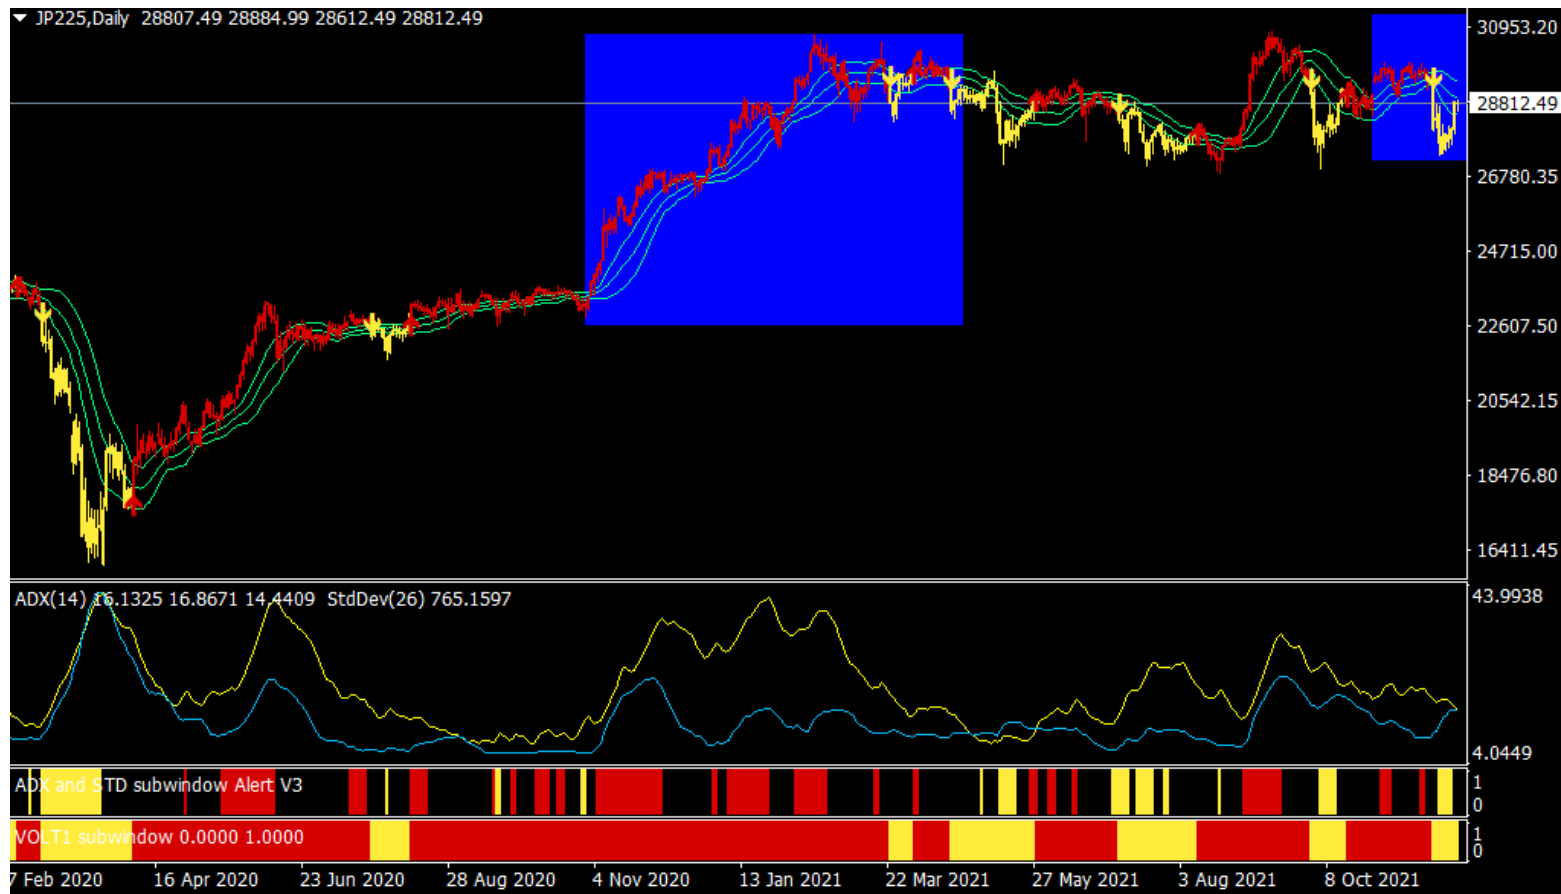 JP225,Daily 28807.49 28884.99 28612.49 28812.49
30953.20
28812.49
26780.35
24715.00
22607.50
20542.15
18476.80
16411.45
ADX(14) 16.1325 16.8671 14.4409 StdDev(26) 765.1597
43.9938
4.0449
ADX and STD subwindow Alert V3
1
0
VOLT1 subwindow 0.0000 1.0000
1
0
7 Feb 2020 16 Apr 2020 23 Jun 2020 28 Aug 2020 4 Nov 2020 13 Jan 2021 22 Mar 2021 27 May 2021 3 Aug 2021 8 Oct 2021